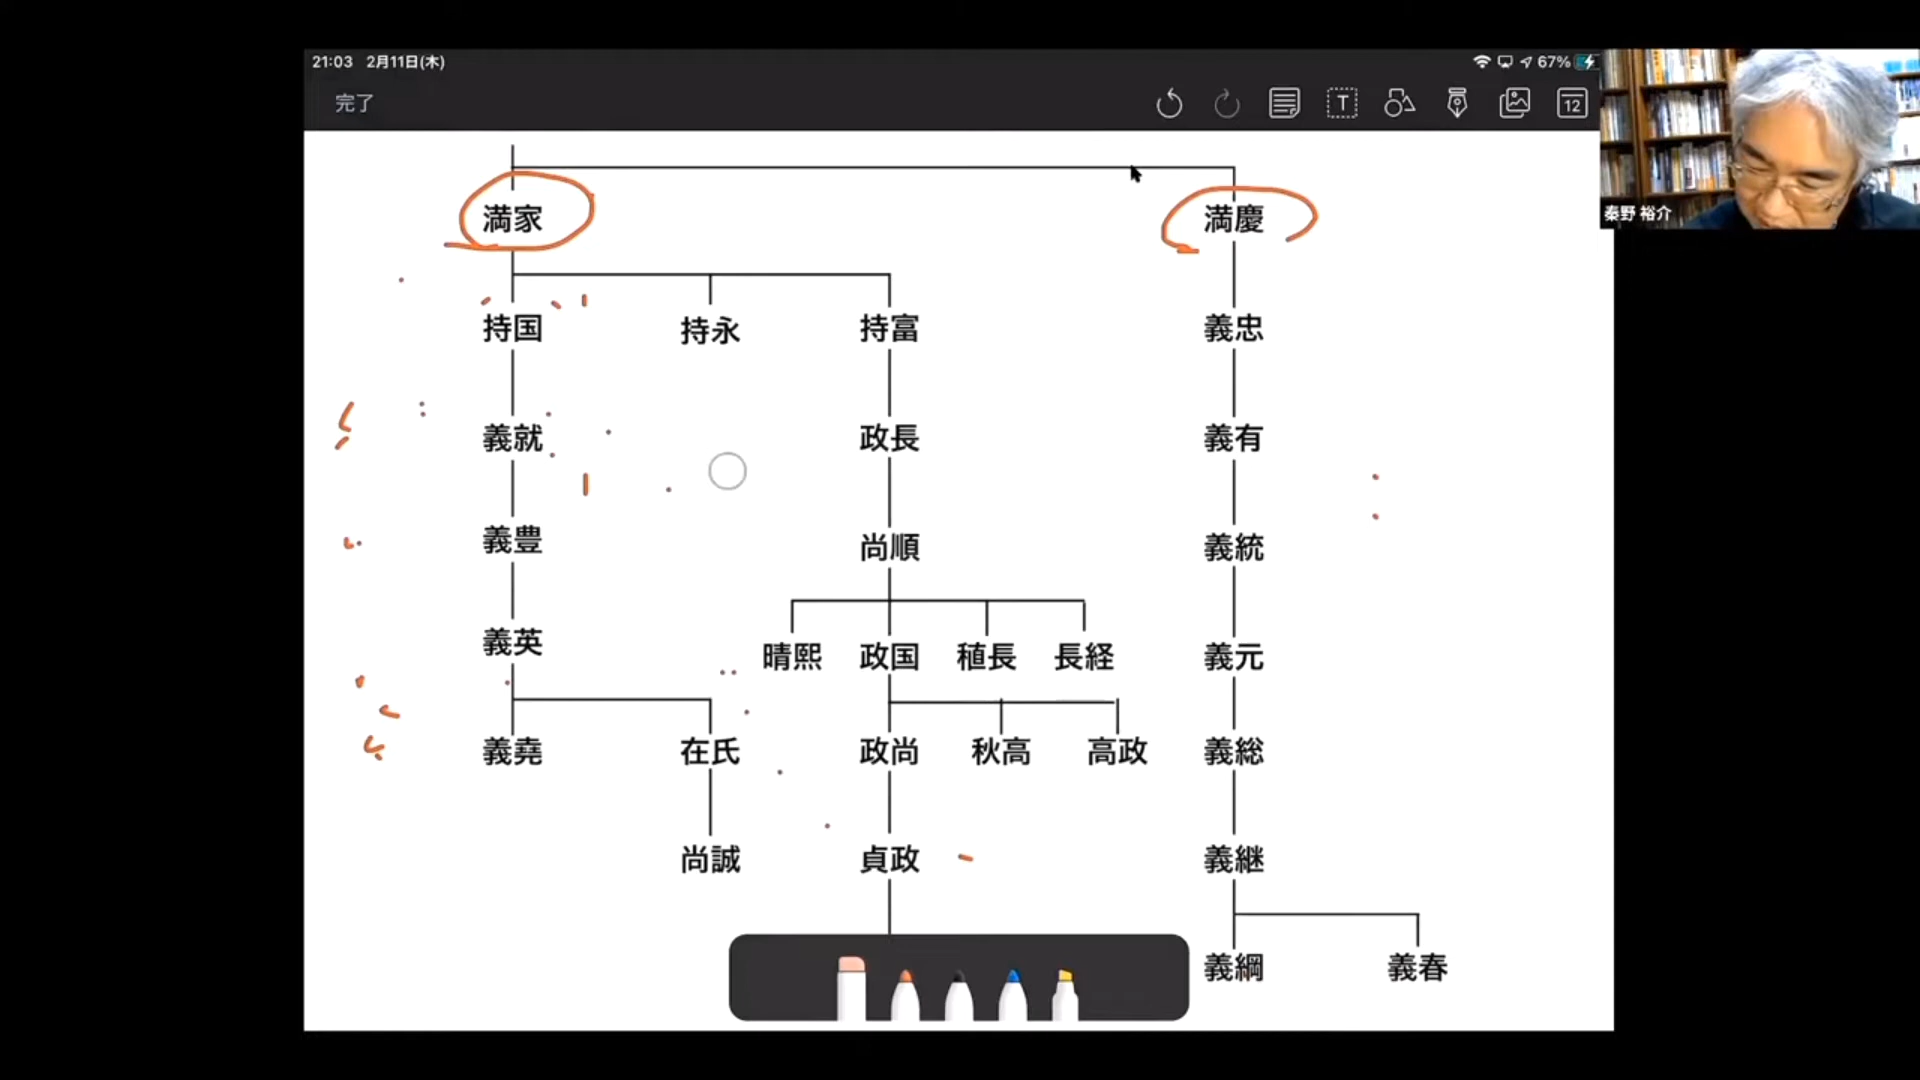 21:03 2月11日(木)
67%
完了
T
12
秦野 裕介
満家 満慶
持国 持永 持富 義忠
義就 政長 義有
義豊 尚順 義統
義英 晴熙 政国 稙長 長経 義元
義堯 在氏 政尚 秋高 高政 義総
尚誠 貞政 義継
義綱 義春